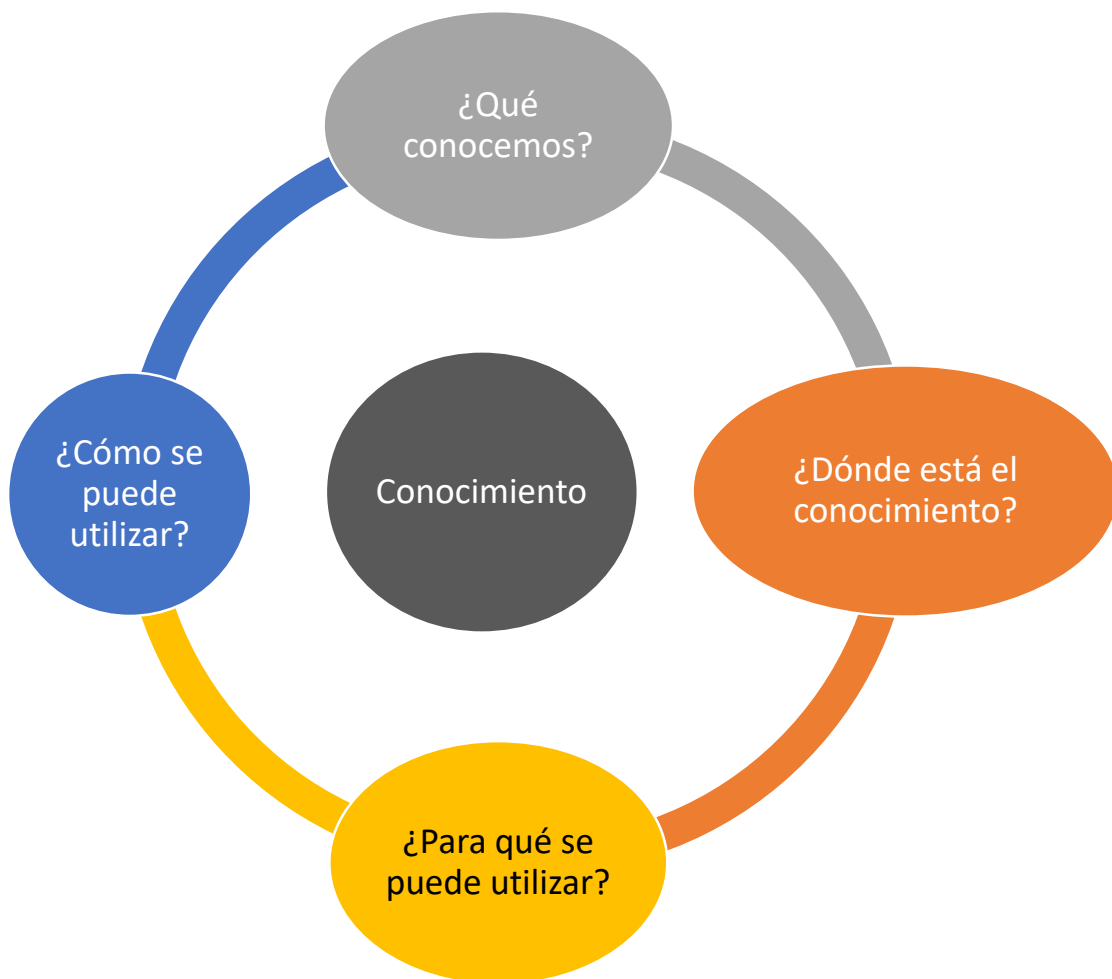 ¿Qué
conocemos?
¿Cómo se
puede
utilizar?
Conocimiento
¿Dónde está el
conocimiento?
¿Para qué se
puede utilizar?